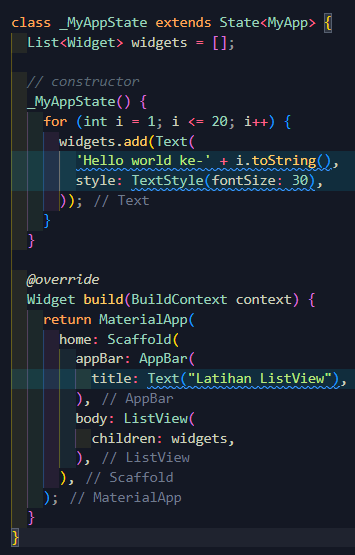 class _MyAppState extends State<MyApp> {
  List<Widget> widgets = [];

  // constructor
  _MyAppState() {
    for (int i = 1; i <= 20; i++) {
      widgets.add(Text(
        'Hello world ke-' + i.toString(),
        style: TextStyle(fontSize: 30),
      )); // Text
    }
  }

  @override
  Widget build(BuildContext context) {
    return MaterialApp(
      home: Scaffold(
        appBar: AppBar(
          title: Text("Latihan ListView"),
        ), // AppBar
        body: ListView(
          children: widgets,
        ), // ListView
      ), // Scaffold
    ); // MaterialApp
  }
}